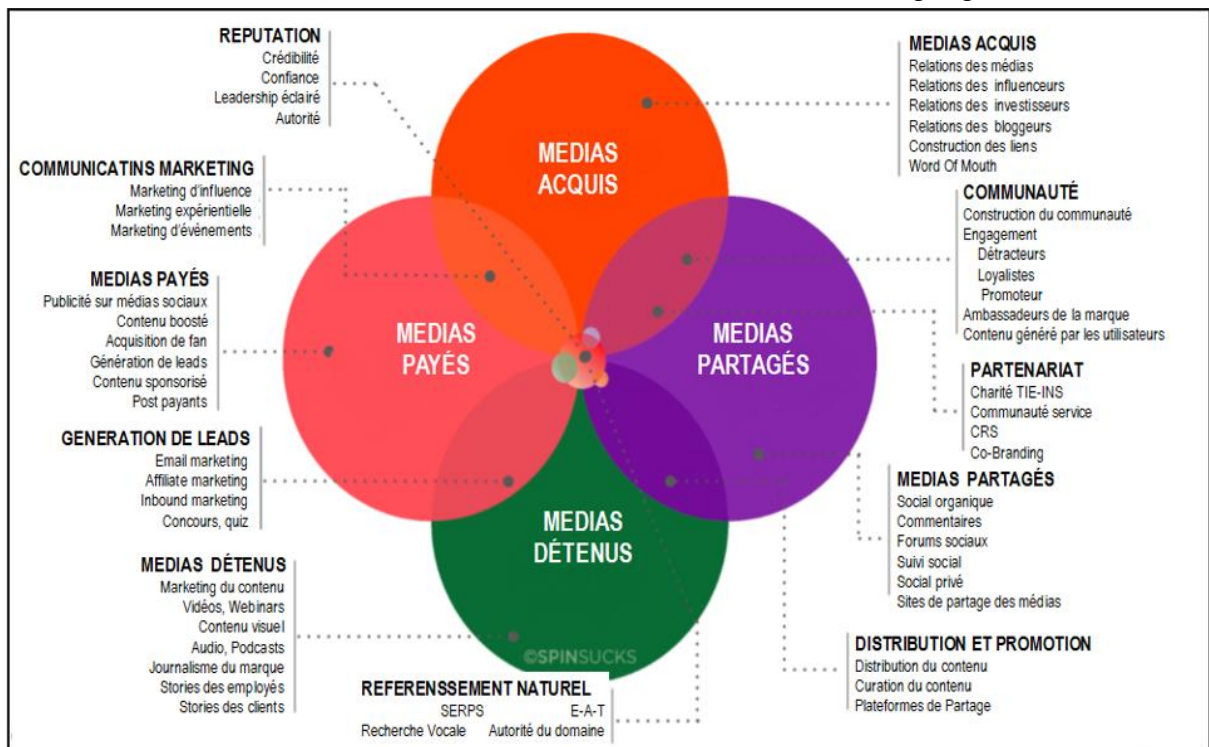 REPUTATION
Crédibilité
Confiance
Leadership éclairé
Autorité
COMMUNICATINS MARKETING
Marketing d'influence
Marketing expérientielle
Marketing d'évènements
MEDIAS PAYÉS
Publicité sur médias sociaux
Contenu boosté
Acquisition de fan
Génération de leads
Contenu sponsorisé
Post payants
GENERATION DE LEADS
Email marketing
Affiliate marketing
Inbound marketing
Concours, quiz
MEDIAS DÉTENUS
Marketing du contenu
Vidéos, Webinars
Contenu visuel
Audio, Podcasts
Journalisme du marque
Stories des employés
Stories des clients
MEDIAS
ACQUIS
MEDIAS
PAYÉS
MEDIAS
PARTAGÉS
MEDIAS
DÉTENUS
©SPINSUCKS
REFERENSSEMENT NATUREL
SERPS E-A-T
Recherche Vocale Autorité du domaine
MEDIAS ACQUIS
Relations des médias
Relations des influenceurs
Relations des investisseurs
Relations des bloggeurs
Construction des liens
Word Of Mouth
COMMUNAUTÉ
Construction du communauté
Engagement
Détracteurs
Loyalistes
Promoteur
Ambassadeurs de la marque
Contenu généré par les utilisateurs
PARTENARIAT
Charité TIE-INS
Communauté service
CRS
Co-Branding
MEDIAS PARTAGÉS
Social organique
Commentaires
Forums sociaux
Suivi social
Social privé
Sites de partage des médias
DISTRIBUTION ET PROMOTION
Distribution du contenu
Curation du contenu
Plateformes de Partage